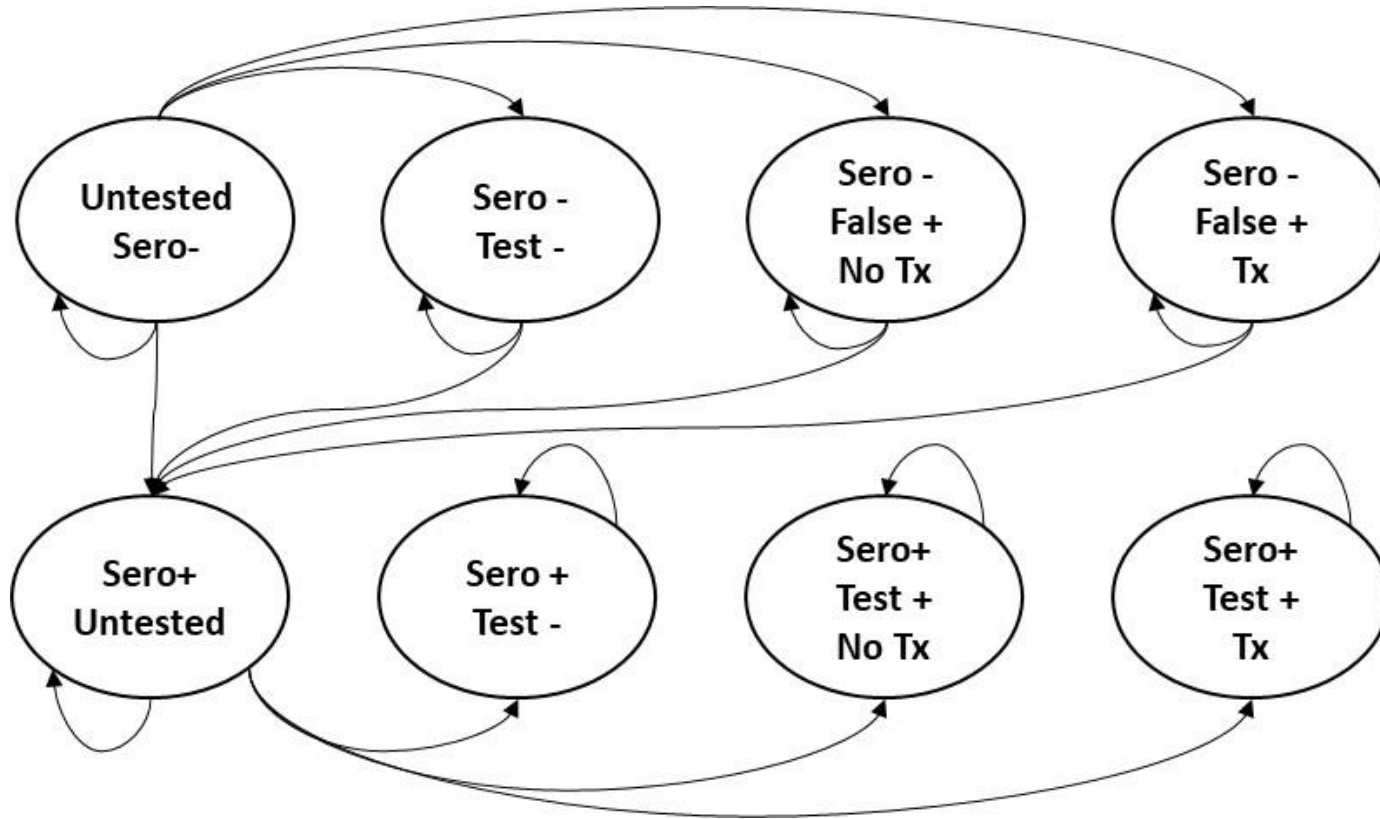 Untested
Sero-
Sero -
Test -
Sero -
False +
No Tx
Sero -
False +
Tx
Sero+
Untested
Sero +
Test -
Sero+
Test +
No Tx
Sero+
Test +
Tx